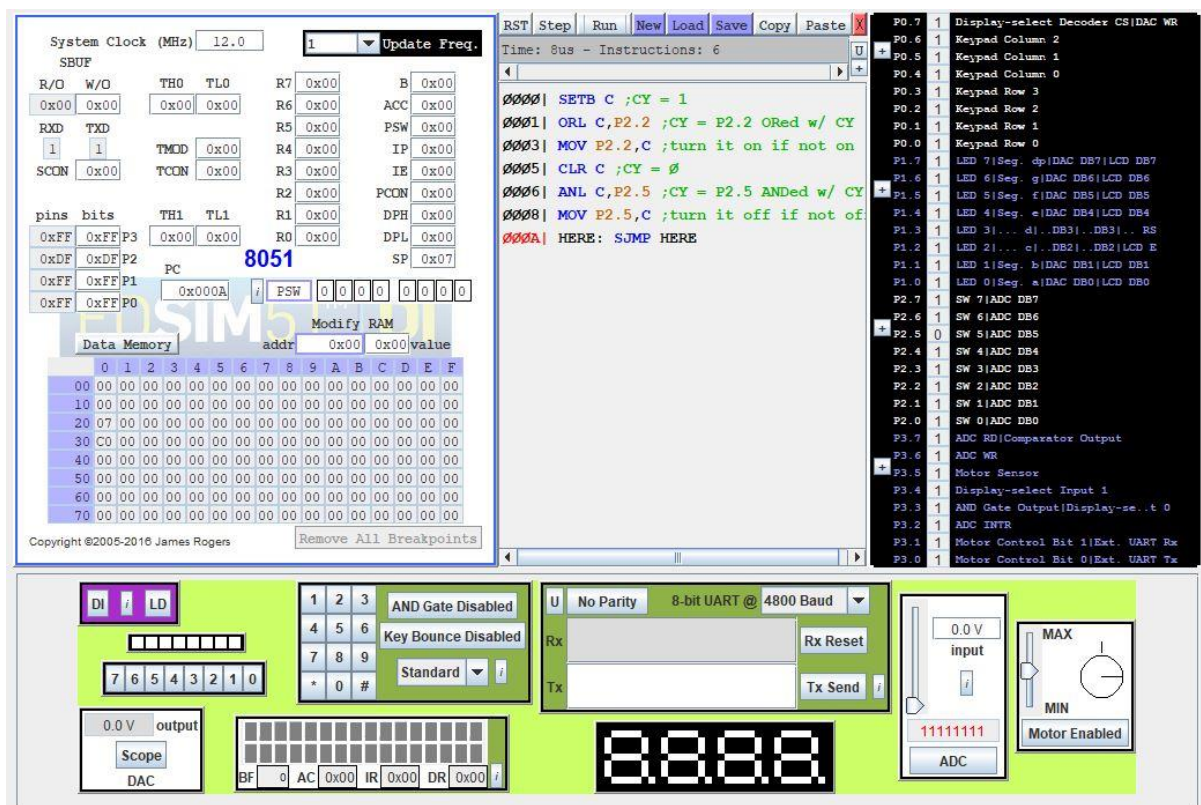 System Clock (MHz) 12.0 1 Update Freq.
SBUF
R/O W/O TH0 TL0 R7 0x00 B 0x00
0x00 0x00 0x00 0x00 R6 0x00 ACC 0x00
RXD TXD R5 0x00 PSW 0x00
1 1 TMOD 0x00 R4 0x00 IP 0x00
SCON 0x00 TCON 0x00 R3 0x00 IE 0x00
R2 0x00 PCON 0x00
pins bits TH1 TL1 R1 0x00 DPH 0x00
0xFF 0xFF P3 0x00 0x00 R0 0x00 DPL 0x00
0xDF 0xDF P2 8051 SP 0x07
0xFF 0xFF P1 PC
0xFF 0xFF P0 0x000A i PSW 0 0 0 0 0 0 0 0
Modify RAM
Data Memory addr 0x00 0x00 value
0 1 2 3 4 5 6 7 8 9 A B C D E F
00 00 00 00 00 00 00 00 00 00 00 00 00 00 00 00 00
10 00 00 00 00 00 00 00 00 00 00 00 00 00 00 00 00
20 07 00 00 00 00 00 00 00 00 00 00 00 00 00 00 00
30 C0 00 00 00 00 00 00 00 00 00 00 00 00 00 00 00
40 00 00 00 00 00 00 00 00 00 00 00 00 00 00 00 00
50 00 00 00 00 00 00 00 00 00 00 00 00 00 00 00 00
60 00 00 00 00 00 00 00 00 00 00 00 00 00 00 00 00
70 00 00 00 00 00 00 00 00 00 00 00 00 00 00 00 00
Copyright ©2005-2016 James Rogers Remove All Breakpoints
RST Step Run New Load Save Copy Paste X
Time: 8us - Instructions: 6 U
+
0000| SETB C ;CY = 1
0001| ORL C,P2.2 ;CY = P2.2 ORed w/ CY
0003| MOV P2.2,C ;turn it on if not on
0005| CLR C ;CY = 0
0006| ANL C,P2.5 ;CY = P2.5 ANDed w/ CY
0008| MOV P2.5,C ;turn it off if not of
000A| HERE: SJMP HERE
P0.7 1 Display-select Decoder CS|DAC WR
P0.6 1 Keypad Column 2
+ P0.5 1 Keypad Column 1
P0.4 1 Keypad Column 0
P0.3 1 Keypad Row 3
P0.2 1 Keypad Row 2
P0.1 1 Keypad Row 1
P0.0 1 Keypad Row 0
P1.7 1 LED 7|Seg. dp|DAC DB7|LCD DB7
P1.6 1 LED 6|Seg. g|DAC DB6|LCD DB6
+ P1.5 1 LED 5|Seg. f|DAC DB5|LCD DB5
P1.4 1 LED 4|Seg. e|DAC DB4|LCD DB4
P1.3 1 LED 3|... d|..DB3|..DB3|.. RS
P1.2 1 LED 2|... c|..DB2|..DB2|LCD E
P1.1 1 LED 1|Seg. b|DAC DB1|LCD DB1
P1.0 1 LED 0|Seg. a|DAC DB0|LCD DB0
P2.7 1 SW 7|ADC DB7
P2.6 1 SW 6|ADC DB6
+ P2.5 0 SW 5|ADC DB5
P2.4 1 SW 4|ADC DB4
P2.3 1 SW 3|ADC DB3
P2.2 1 SW 2|ADC DB2
P2.1 1 SW 1|ADC DB1
P2.0 1 SW 0|ADC DB0
P3.7 1 ADC RD|Comparator Output
P3.6 1 ADC WR
+ P3.5 1 Motor Sensor
P3.4 1 Display-select Input 1
P3.3 1 AND Gate Output|Display-se..t 0
P3.2 1 ADC INTR
P3.1 1 Motor Control Bit 1|Ext. UART Rx
P3.0 1 Motor Control Bit 0|Ext. UART Tx
DI i LD
7 6 5 4 3 2 1 0
0.0 V output
Scope
DAC
1 2 3 AND Gate Disabled
4 5 6 Key Bounce Disabled
7 8 9 Standard i
* 0 #
BF 0 AC 0x00 IR 0x00 DR 0x00 i
U No Parity 8-bit UART @ 4800 Baud
Rx Rx Reset
Tx Tx Send i
8.8.8.8.
0.0 V
input
i
11111111
ADC
MAX
MIN
Motor Enabled